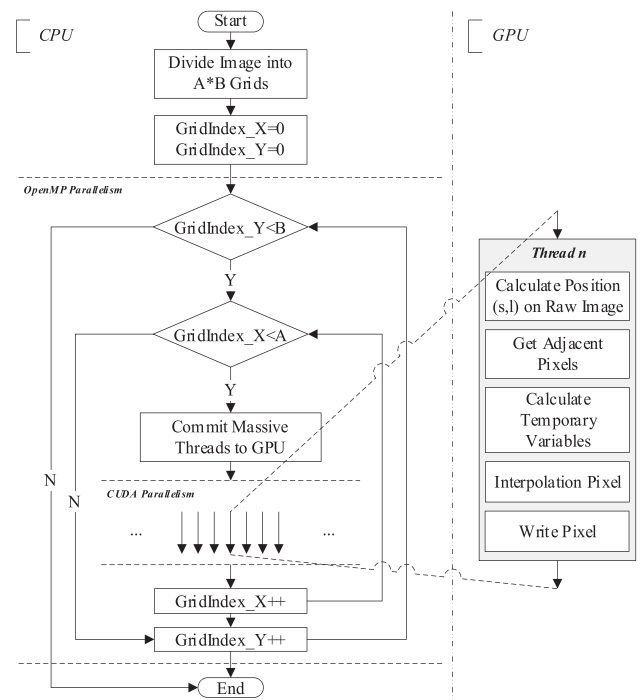 CPU
Start
GPU
Divide Image into
A*B Grids
GridIndex_X=0
GridIndex_Y=0
OpenMP Parallelism
GridIndex_Y<B
Y
GridIndex_X<A
Y
Commit Massive
Threads to GPU
N
N
CUDA Parallelism
...
...
GridIndex_X++
GridIndex_Y++
End
Thread n
Calculate Position
(s,l) on Raw Image
Get Adjacent
Pixels
Calculate
Temporary
Variables
Interpolation Pixel
Write Pixel